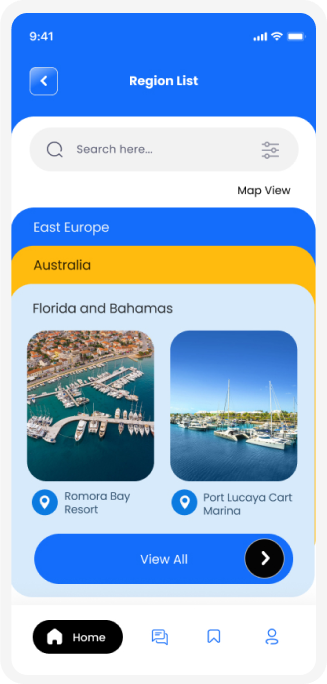 9:41
Region List
Search here...
Map View
East Europe
Australia
Florida and Bahamas
Romora Bay
Resort
Port Lucaya Cart
Marina
View All
Home